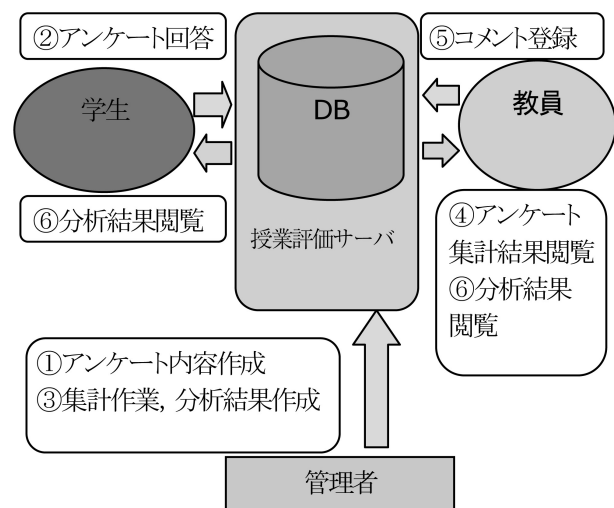 ②アンケート回答
⑤コメント登録
学生
DB
教員
⑥分析結果閲覧
授業評価サーバ
④アンケート
集計結果閲覧
⑥分析結果
閲覧
①アンケート内容作成
③集計作業, 分析結果作成
管理者